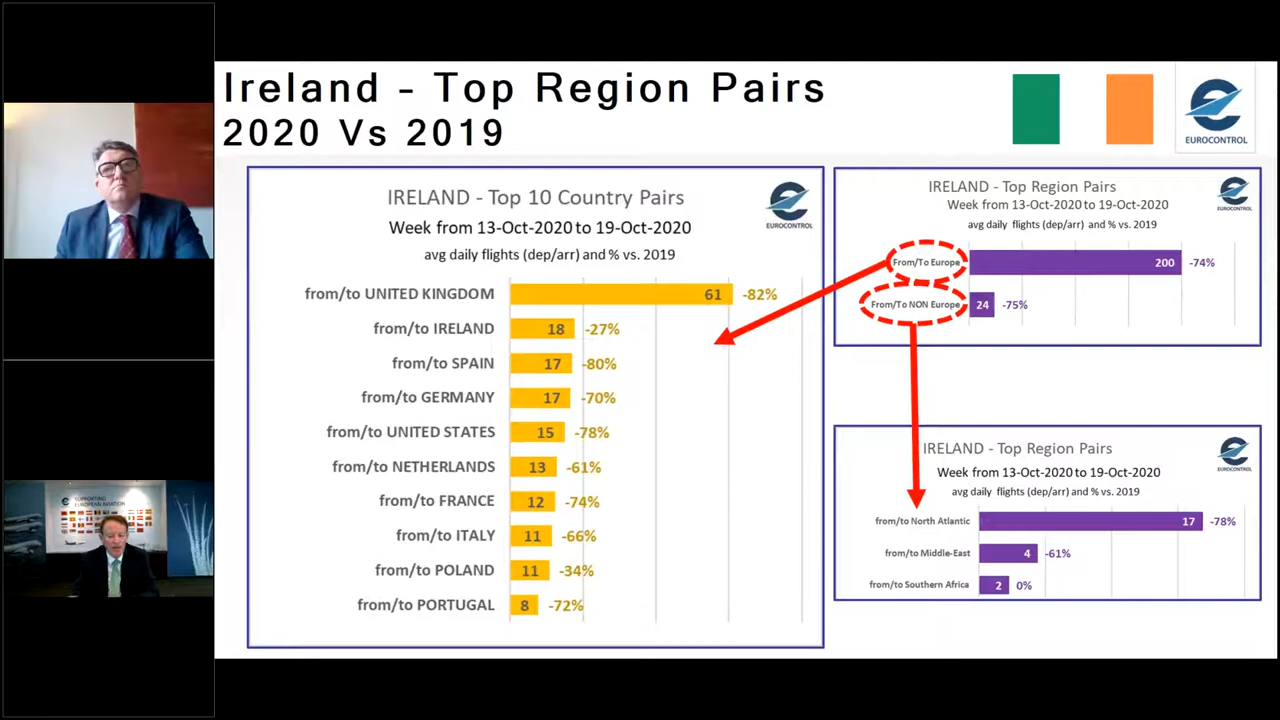 Ireland – Top Region Pairs
2020 Vs 2019
EUROCONTROL
IRELAND - Top 10 Country Pairs
Week from 13-Oct-2020 to 19-Oct-2020
avg daily flights (dep/arr) and % vs. 2019
EUROCONTROL
from/to UNITED KINGDOM 61 -82%
from/to IRELAND 18 -27%
from/to SPAIN 17 -80%
from/to GERMANY 17 -70%
from/to UNITED STATES 15 -78%
from/to NETHERLANDS 13 -61%
from/to FRANCE 12 -74%
from/to ITALY 11 -66%
from/to POLAND 11 -34%
from/to PORTUGAL 8 -72%
IRELAND - Top Region Pairs
Week from 13-Oct-2020 to 19-Oct-2020
avg daily flights (dep/arr) and % vs. 2019
EUROCONTROL
From/To Europe 200 -74%
From/To NON Europe 24 -75%
IRELAND - Top Region Pairs
Week from 13-Oct-2020 to 19-Oct-2020
avg daily flights (dep/arr) and % vs. 2019
EUROCONTROL
from/to North Atlantic 17 -78%
from/to Middle-East 4 -61%
from/to Southern Africa 2 0%
SUPPORTING
EUROPEAN AVIATION